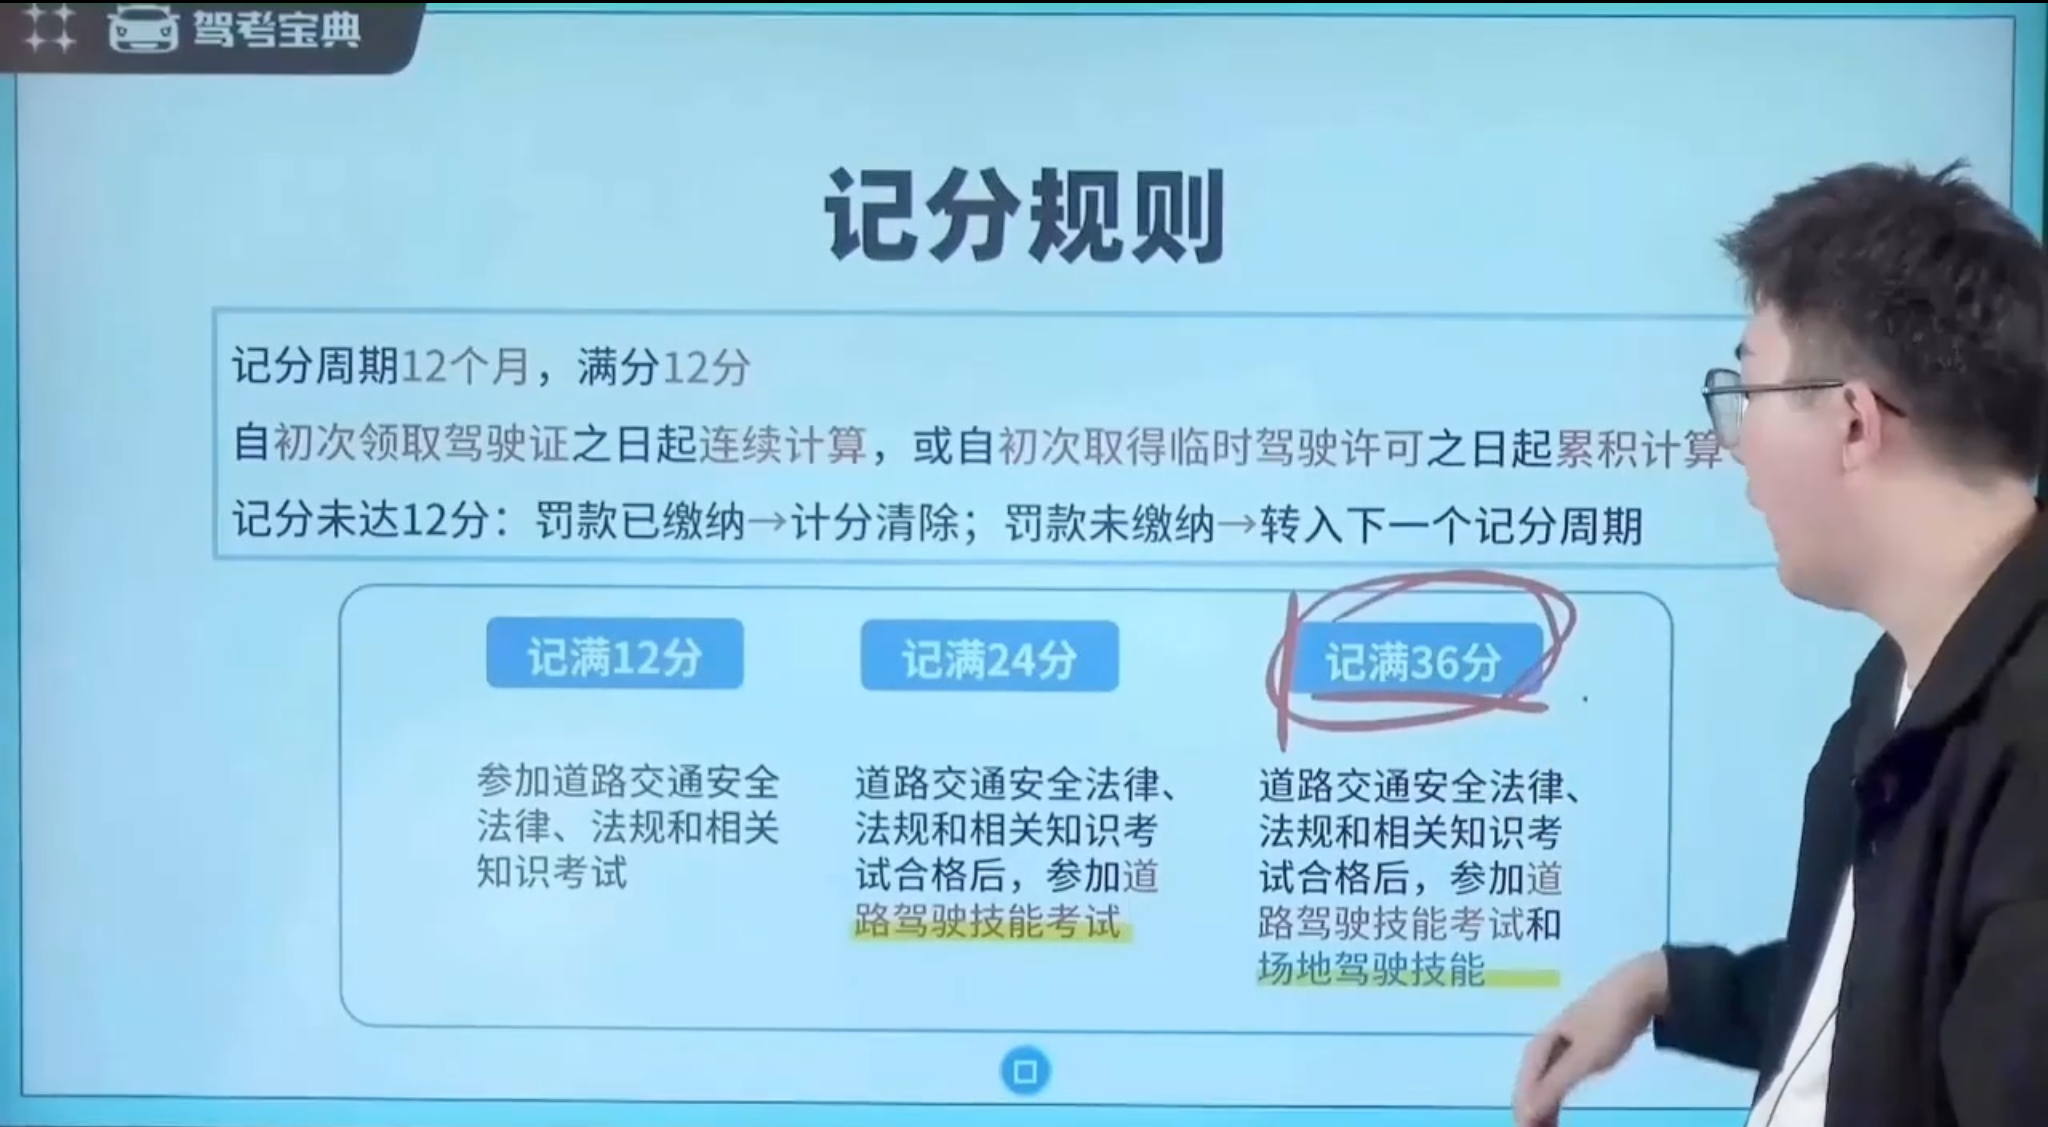 驾考宝典
记分规则
记分周期12个月，满分12分
自初次领取驾驶证之日起连续计算，或自初次取得临时驾驶许可之日起累积计算
记分未达12分：罚款已缴纳→计分清除；罚款未缴纳→转入下一个记分周期
记满12分
参加道路交通安全
法律、法规和相关
知识考试
记满24分
道路交通安全法律、
法规和相关知识考
试合格后，参加道
路驾驶技能考试
记满36分
道路交通安全法律、
法规和相关知识考
试合格后，参加道
路驾驶技能考试和
场地驾驶技能